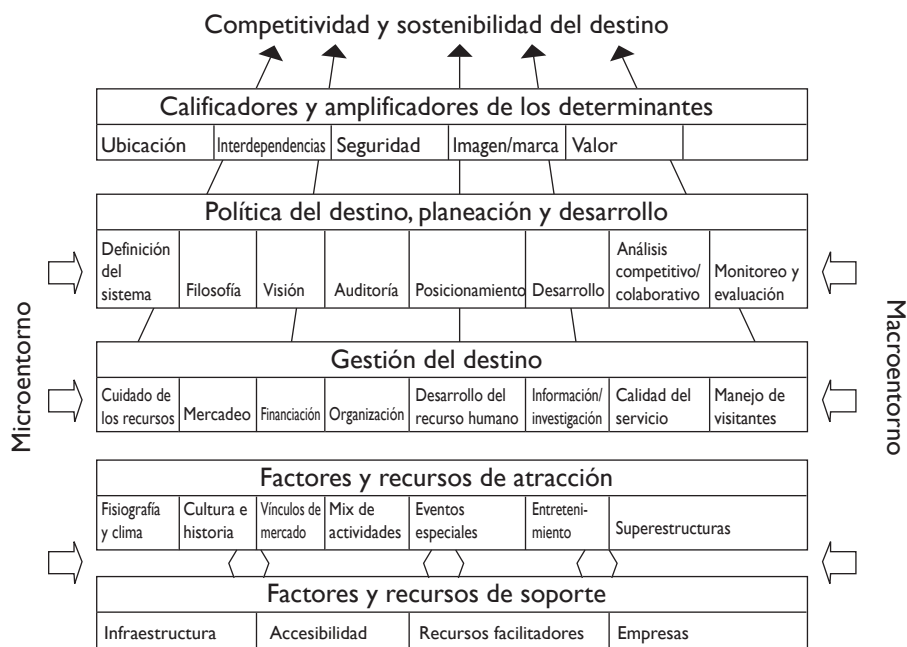 Competitividad y sostenibilidad del destino
Calificadores y amplificadores de los determinantes
Ubicación
Interdependencias
Seguridad
Imagen/marca
Valor
Política del destino, planeación y desarrollo
Definición
del
sistema
Filosofía
Visión
Auditoría
Posicionamiento
Desarrollo
Análisis
competitivo/
colaborativo
Monitoreo y
evaluación
Microentorno
Macroentorno
Gestión del destino
Cuidado de
los recursos
Mercadeo
Financiación
Organización
Desarrollo del
recurso humano
Información/
investigación
Calidad del
servicio
Manejo de
visitantes
Factores y recursos de atracción
Fisiografía
y clima
Cultura e
historia
Vínculos de
mercado
Mix de
actividades
Eventos
especiales
Entreteni-
miento
Superestructuras
Factores y recursos de soporte
Infraestructura
Accesibilidad
Recursos facilitadores
Empresas